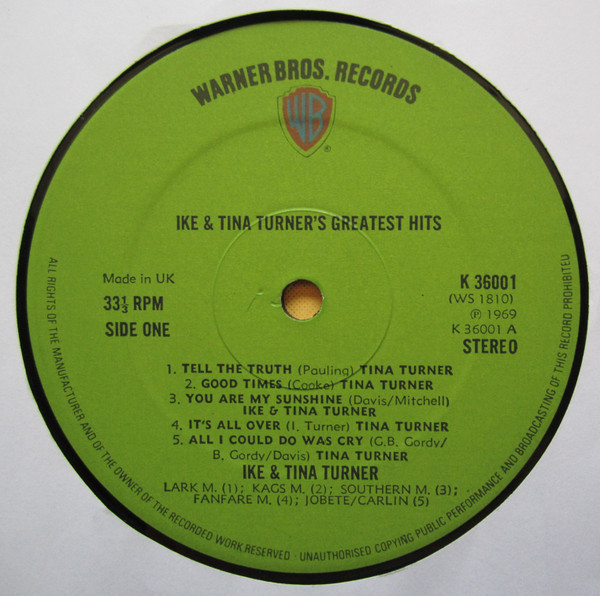 WARNER BROS. RECORDS
WB
®
IKE & TINA TURNER'S GREATEST HITS
Made in UK
33⅓ RPM
SIDE ONE
K 36001
(WS 1810)
℗ 1969
K 36001 A
STEREO
1. TELL THE TRUTH (Pauling) TINA TURNER
2. GOOD TIMES (Cooke) TINA TURNER
3. YOU ARE MY SUNSHINE (Davis/Mitchell)
IKE & TINA TURNER
4. IT'S ALL OVER (I. Turner) TINA TURNER
5. ALL I COULD DO WAS CRY (G.B. Gordy/
B. Gordy/Davis) TINA TURNER
IKE & TINA TURNER
LARK M. (1); KAGS M. (2); SOUTHERN M. (3);
FANFARE M. (4); JOBETE/CARLIN (5)
ALL RIGHTS OF THE MANUFACTURER AND OF THE OWNER OF THE RECORDED WORK RESERVED · UNAUTHORISED COPYING PUBLIC PERFORMANCE AND BROADCASTING OF THIS RECORD PROHIBITED